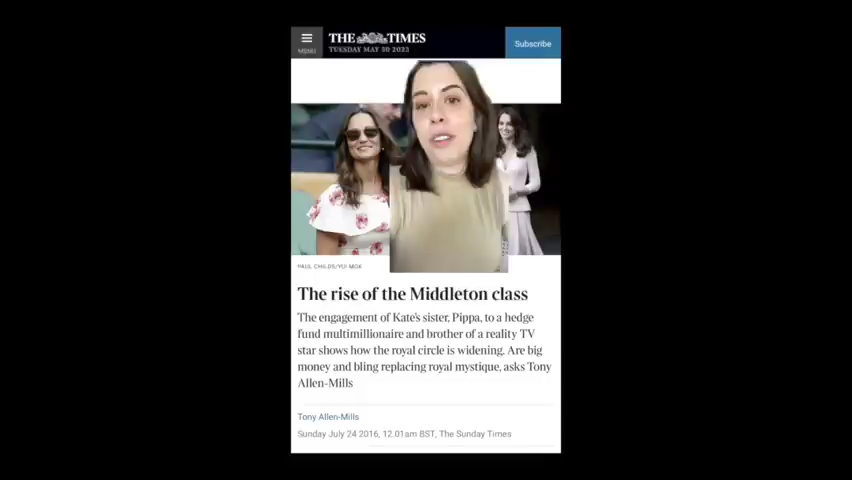 THE TIMES
Subscribe
MENU
TUESDAY MAY 30 2023
PAUL CHILDS/YUI MOK
The rise of the Middleton class
The engagement of Kate's sister, Pippa, to a hedge
fund multimillionaire and brother of a reality TV
star shows how the royal circle is widening. Are big
money and bling replacing royal mystique, asks Tony
Allen-Mills
Tony Allen-Mills
Sunday July 24 2016, 12.01am BST, The Sunday Times